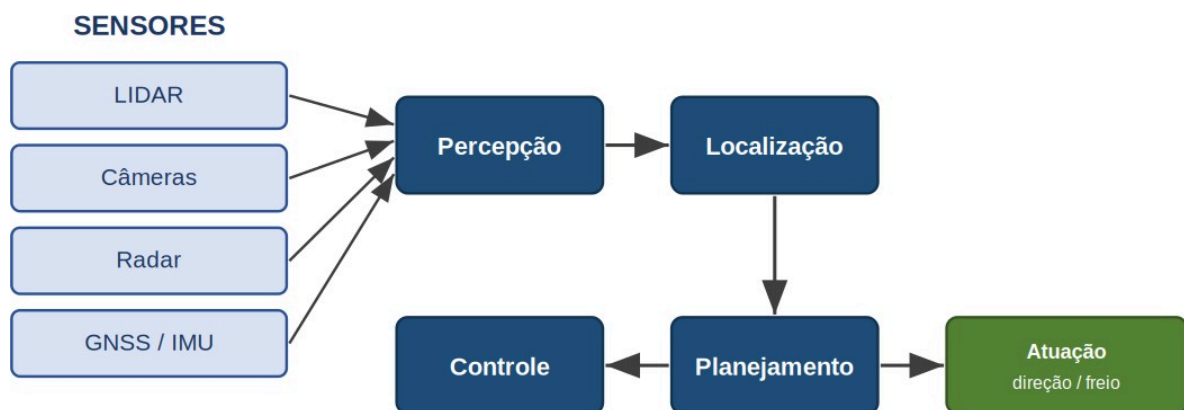 SENSORES
LIDAR
Câmeras
Radar
GNSS / IMU
Percepção
Localização
Controle
Planejamento
Atuação
direção / freio